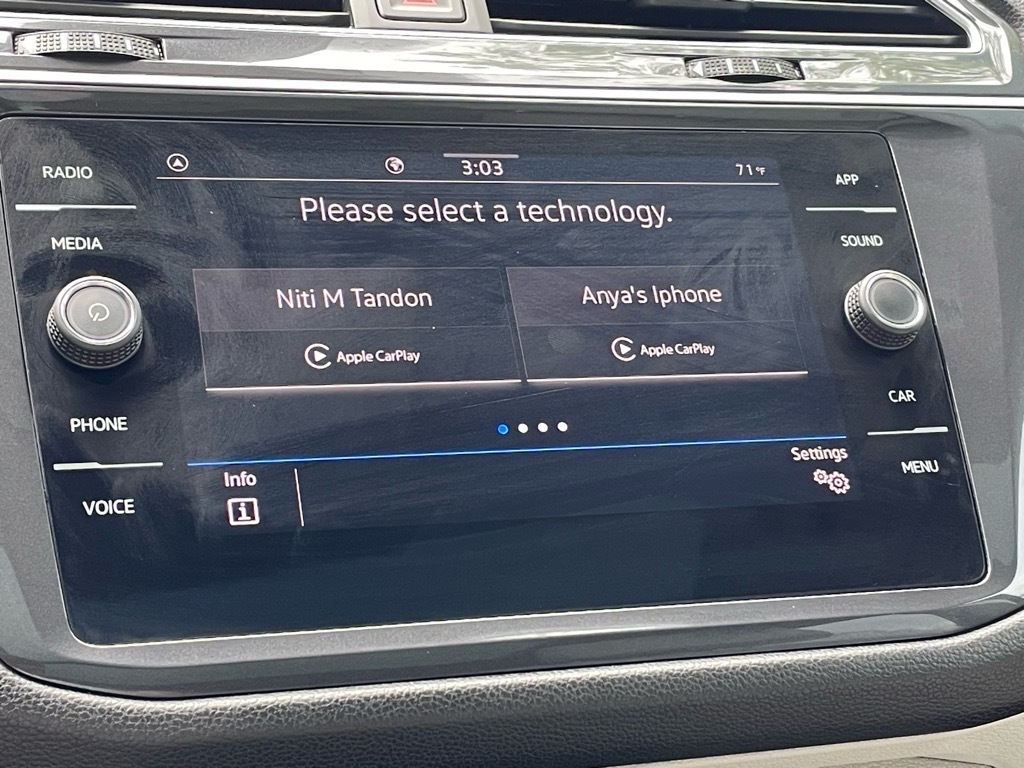 RADIO
3:03
71°F
APP
Please select a technology.
MEDIA
SOUND
Niti M Tandon
Anya's Iphone
Apple CarPlay
Apple CarPlay
CAR
PHONE
Settings
MENU
Info
VOICE